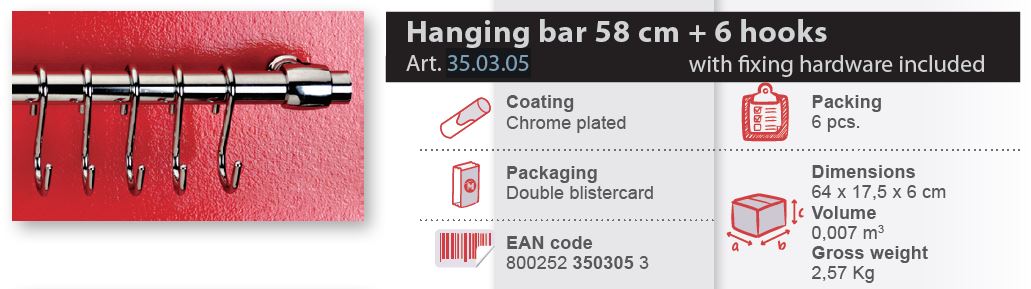 Hanging bar 58 cm + 6 hooks
Art. 35.03.05 with fixing hardware included
Coating
Chrome plated
Packaging
Double blistercard
EAN code
800252 350305 3
Packing
6 pcs.
Dimensions
64 x 17,5 x 6 cm
Volume
0,007 m³
Gross weight
2,57 Kg
a
b
c